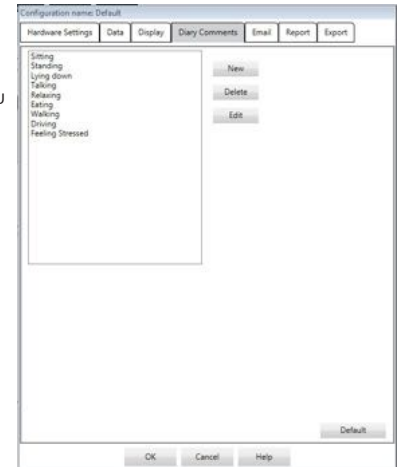 Configuration name: Default
Hardware Settings Data Display Diary Comments Email Report Export
Sitting
Standing
Lying down
Talking
Relaxing
Eating
Walking
Driving
Feeling Stressed
New
Delete
Edit
Default
OK Cancel Help